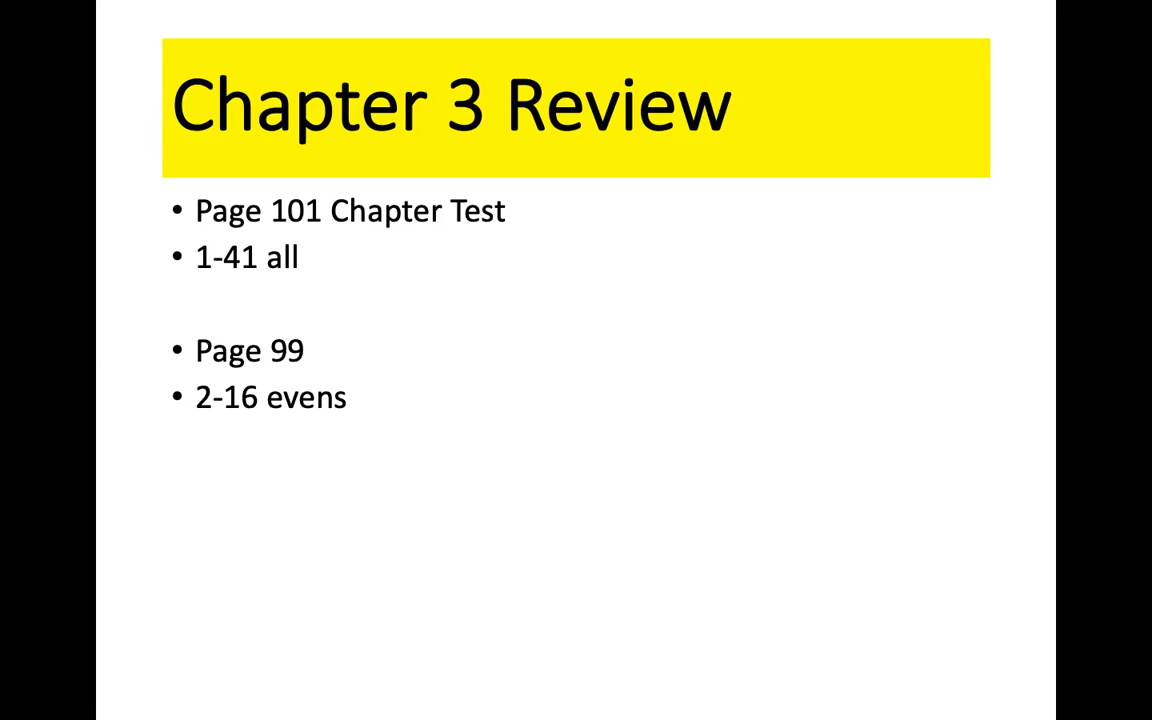 Chapter 3 Review
• Page 101 Chapter Test
• 1-41 all
• Page 99
• 2-16 evens